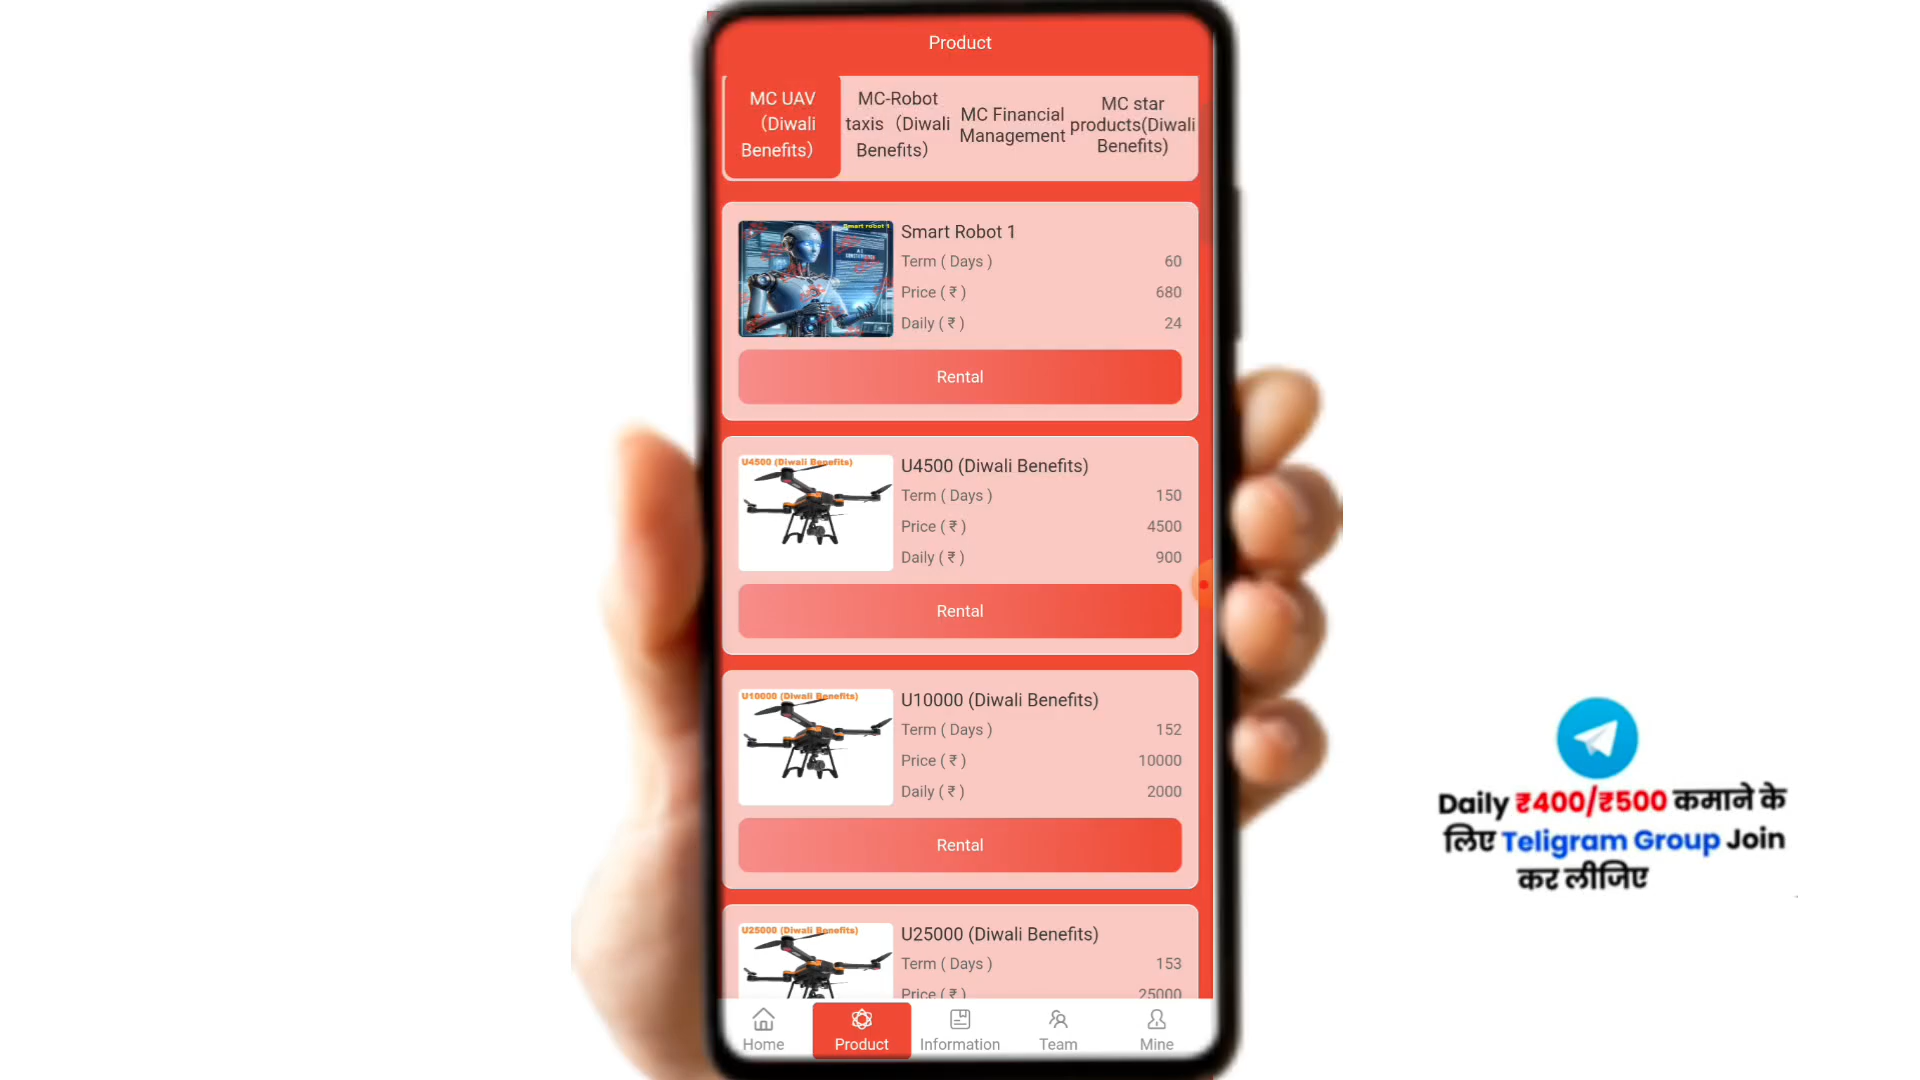 Product
MC UAV
（Diwali
Benefits）
MC-Robot
taxis（Diwali
Benefits）
MC Financial
Management
MC star
products(Diwali
Benefits)
Smart robot 1
Smart Robot 1
Term ( Days ) 60
Price ( ₹ ) 680
Daily ( ₹ ) 24
Rental
U4500 (Diwali Benefits)
U4500 (Diwali Benefits)
Term ( Days ) 150
Price ( ₹ ) 4500
Daily ( ₹ ) 900
Rental
U10000 (Diwali Benefits)
U10000 (Diwali Benefits)
Term ( Days ) 152
Price ( ₹ ) 10000
Daily ( ₹ ) 2000
Rental
U25000 (Diwali Benefits)
U25000 (Diwali Benefits)
Term ( Days ) 153
Price ( ₹ ) 25000
Home Product Information Team Mine
Daily ₹400/₹500 कमाने के
लिए Teligram Group Join
कर लीजिए